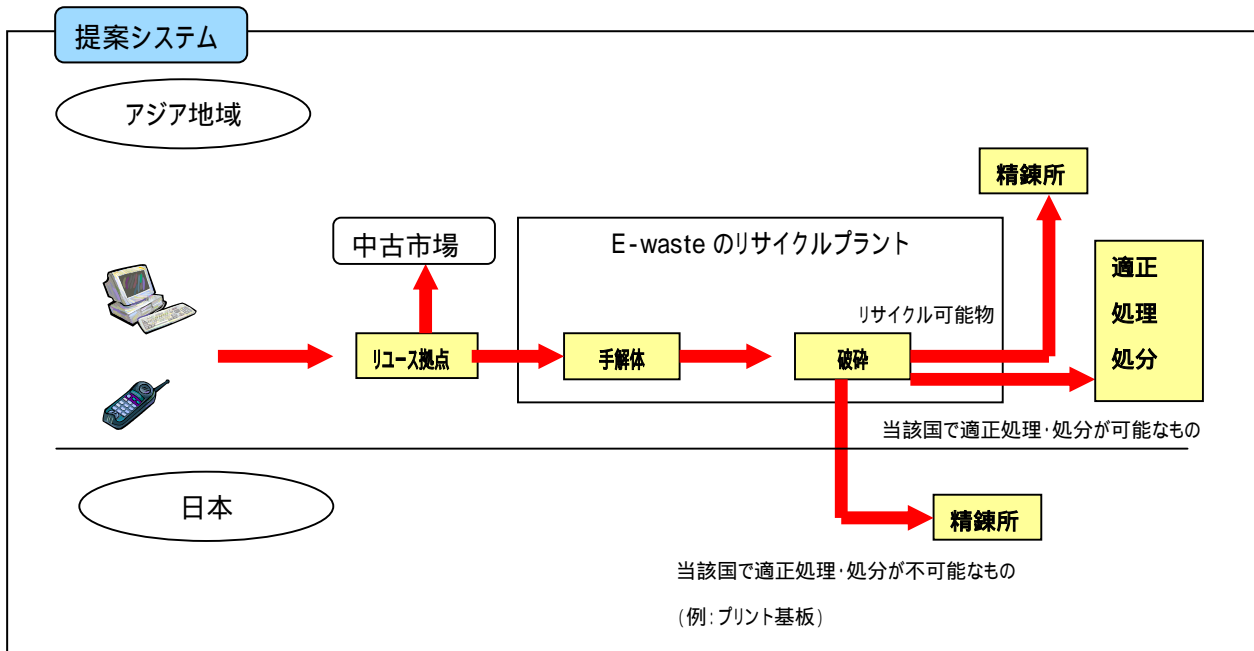 提案システム
アジア地域
精錬所
中古市場
E-waste のリサイクルプラント
適正
処理
処分
リサイクル可能物
リユース拠点
手解体
破砕
当該国で適正処理・処分が可能なもの
日本
精錬所
当該国で適正処理・処分が不可能なもの
(例:プリント基板)